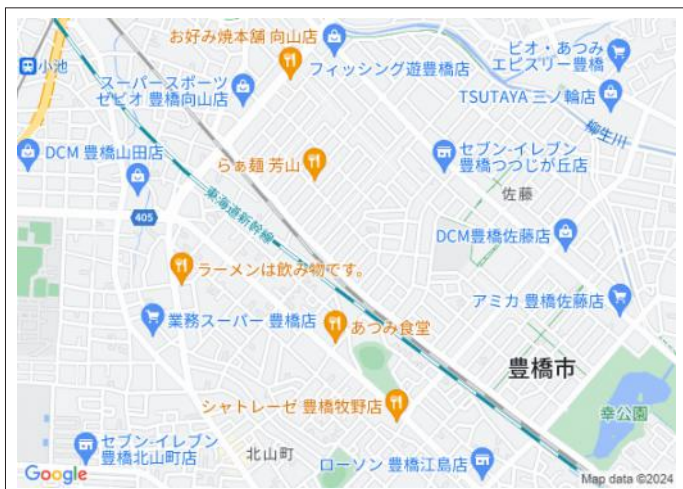 お好み焼本舗 向山店
小池
フィッシング遊豊橋店
ビオ・あつみ
エピスリー豊橋
スーパースポーツ
ゼビオ 豊橋向山店
TSUTAYA 三ノ輪店
柳生川
DCM 豊橋山田店
らぁ麺 芳山
セブン-イレブン
豊橋つつじが丘店
佐藤
405
東海道新幹線
DCM豊橋佐藤店
ラーメンは飲み物です。
アミカ 豊橋佐藤店
業務スーパー 豊橋店
あつみ食堂
豊橋市
シャトレーゼ 豊橋牧野店
幸公園
セブン-イレブン
豊橋北山町店
北山町
ローソン 豊橋江島店
Google
Map data ©2024